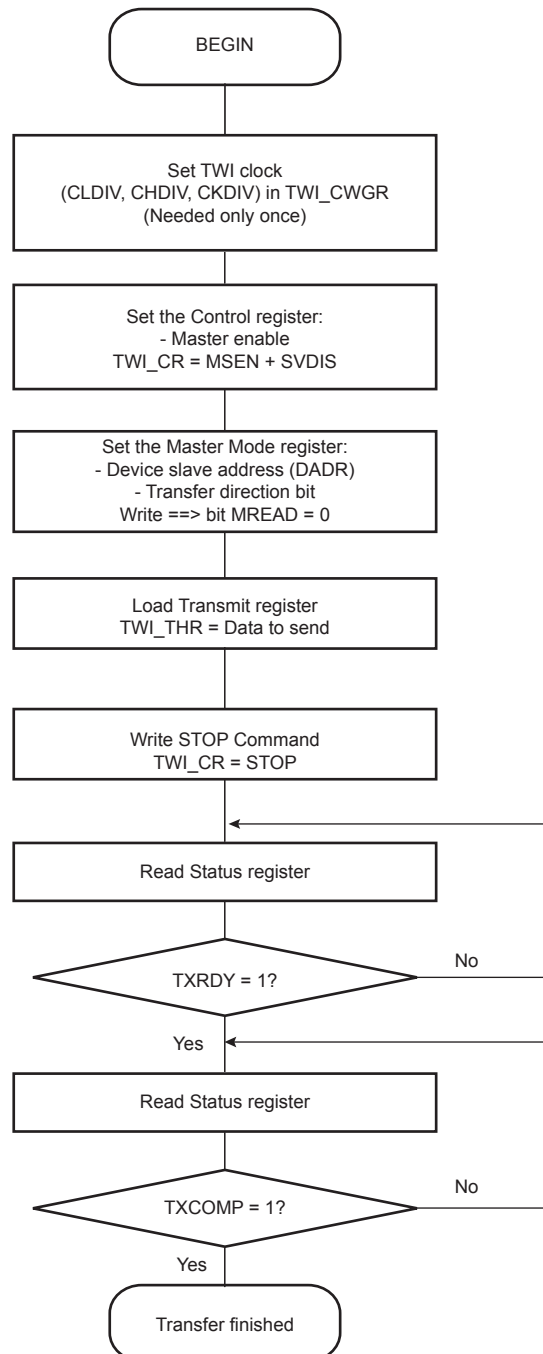 BEGIN
Set TWI clock
(CLDIV, CHDIV, CKDIV) in TWI_CWGR
(Needed only once)
Set the Control register:
- Master enable
TWI_CR = MSEN + SVDIS
Set the Master Mode register:
- Device slave address (DADR)
- Transfer direction bit
Write ==> bit MREAD = 0
Load Transmit register
TWI_THR = Data to send
Write STOP Command
TWI_CR = STOP
Read Status register
TXRDY = 1?
No
Yes
Read Status register
TXCOMP = 1?
No
Yes
Transfer finished